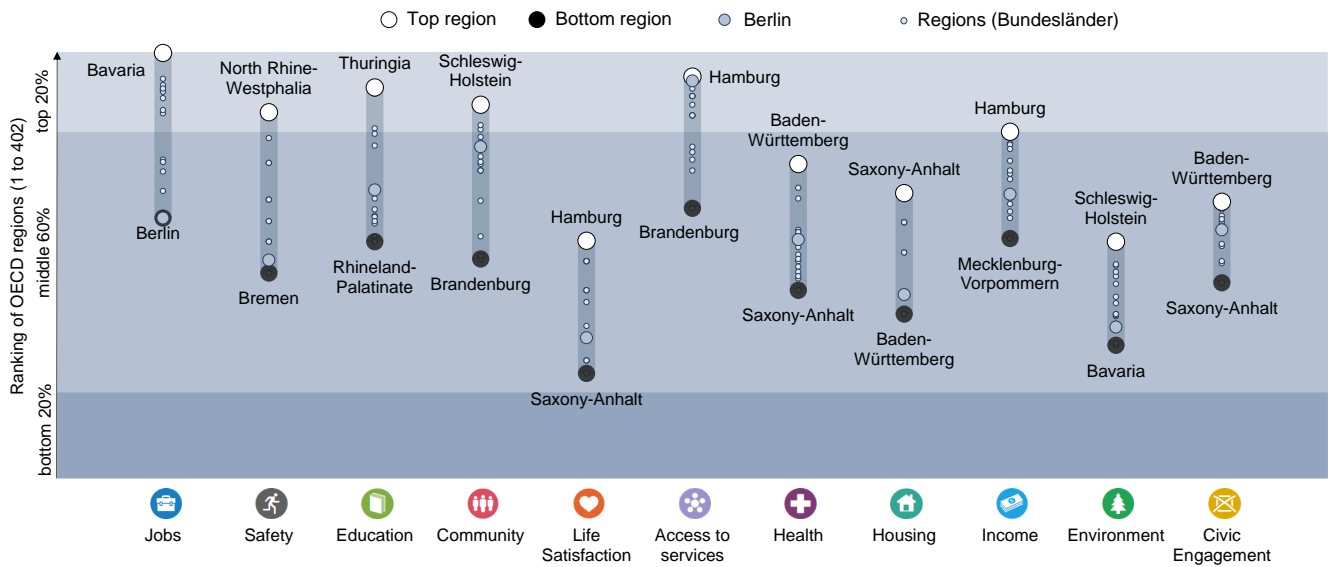 Top region
Bottom region
Berlin
Regions (Bundesländer)
Ranking of OECD regions (1 to 402)
top 20%
middle 60%
bottom 20%
Bavaria
Berlin
North Rhine-
Westphalia
Bremen
Thuringia
Rhineland-
Palatinate
Schleswig-
Holstein
Brandenburg
Hamburg
Saxony-Anhalt
Hamburg
Brandenburg
Baden-
Württemberg
Saxony-Anhalt
Saxony-Anhalt
Baden-
Württemberg
Hamburg
Mecklenburg-
Vorpommern
Schleswig-
Holstein
Bavaria
Baden-
Württemberg
Saxony-Anhalt
Jobs
Safety
Education
Community
Life
Satisfaction
Access to
services
Health
Housing
Income
Environment
Civic
Engagement